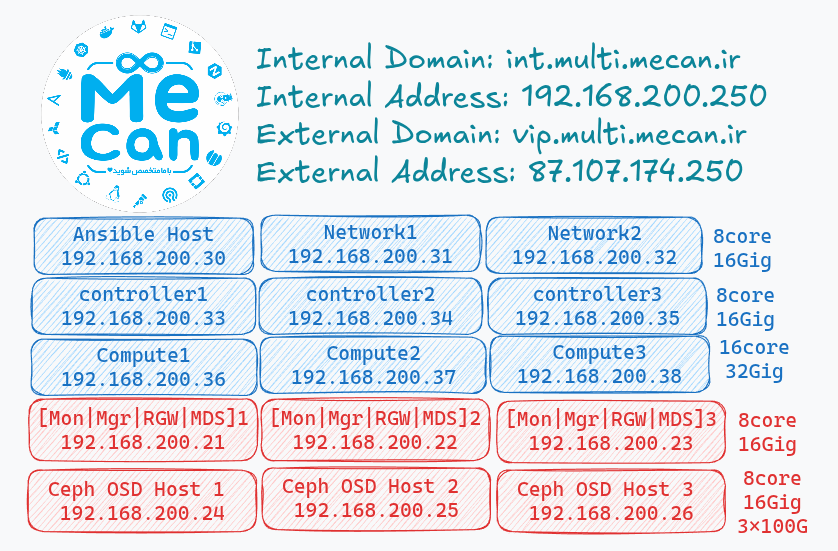 Me
can
با ما متخصص شوید
Internal Domain: int.multi.mecan.ir
Internal Address: 192.168.200.250
External Domain: vip.multi.mecan.ir
External Address: 87.107.174.250
Ansible Host
192.168.200.30
Network1
192.168.200.31
Network2
192.168.200.32
8core
16Gig
controller1
192.168.200.33
controller2
192.168.200.34
controller3
192.168.200.35
8core
16Gig
Compute1
192.168.200.36
Compute2
192.168.200.37
Compute3
192.168.200.38
16core
32Gig
[Mon|Mgr|RGW|MDS]1
192.168.200.21
[Mon|Mgr|RGW|MDS]2
192.168.200.22
[Mon|Mgr|RGW|MDS]3
192.168.200.23
8core
16Gig
Ceph OSD Host 1
192.168.200.24
Ceph OSD Host 2
192.168.200.25
Ceph OSD Host 3
192.168.200.26
8core
16Gig
3×100G